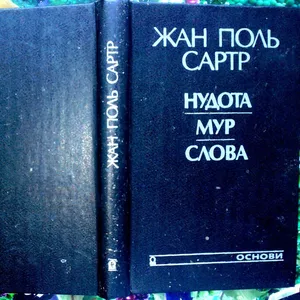 ЖАН ПОЛЬ САРТР
ЖАН ПОЛЬ
САРТР
НУДОТА
МУР
СЛОВА
ОСНОВИ